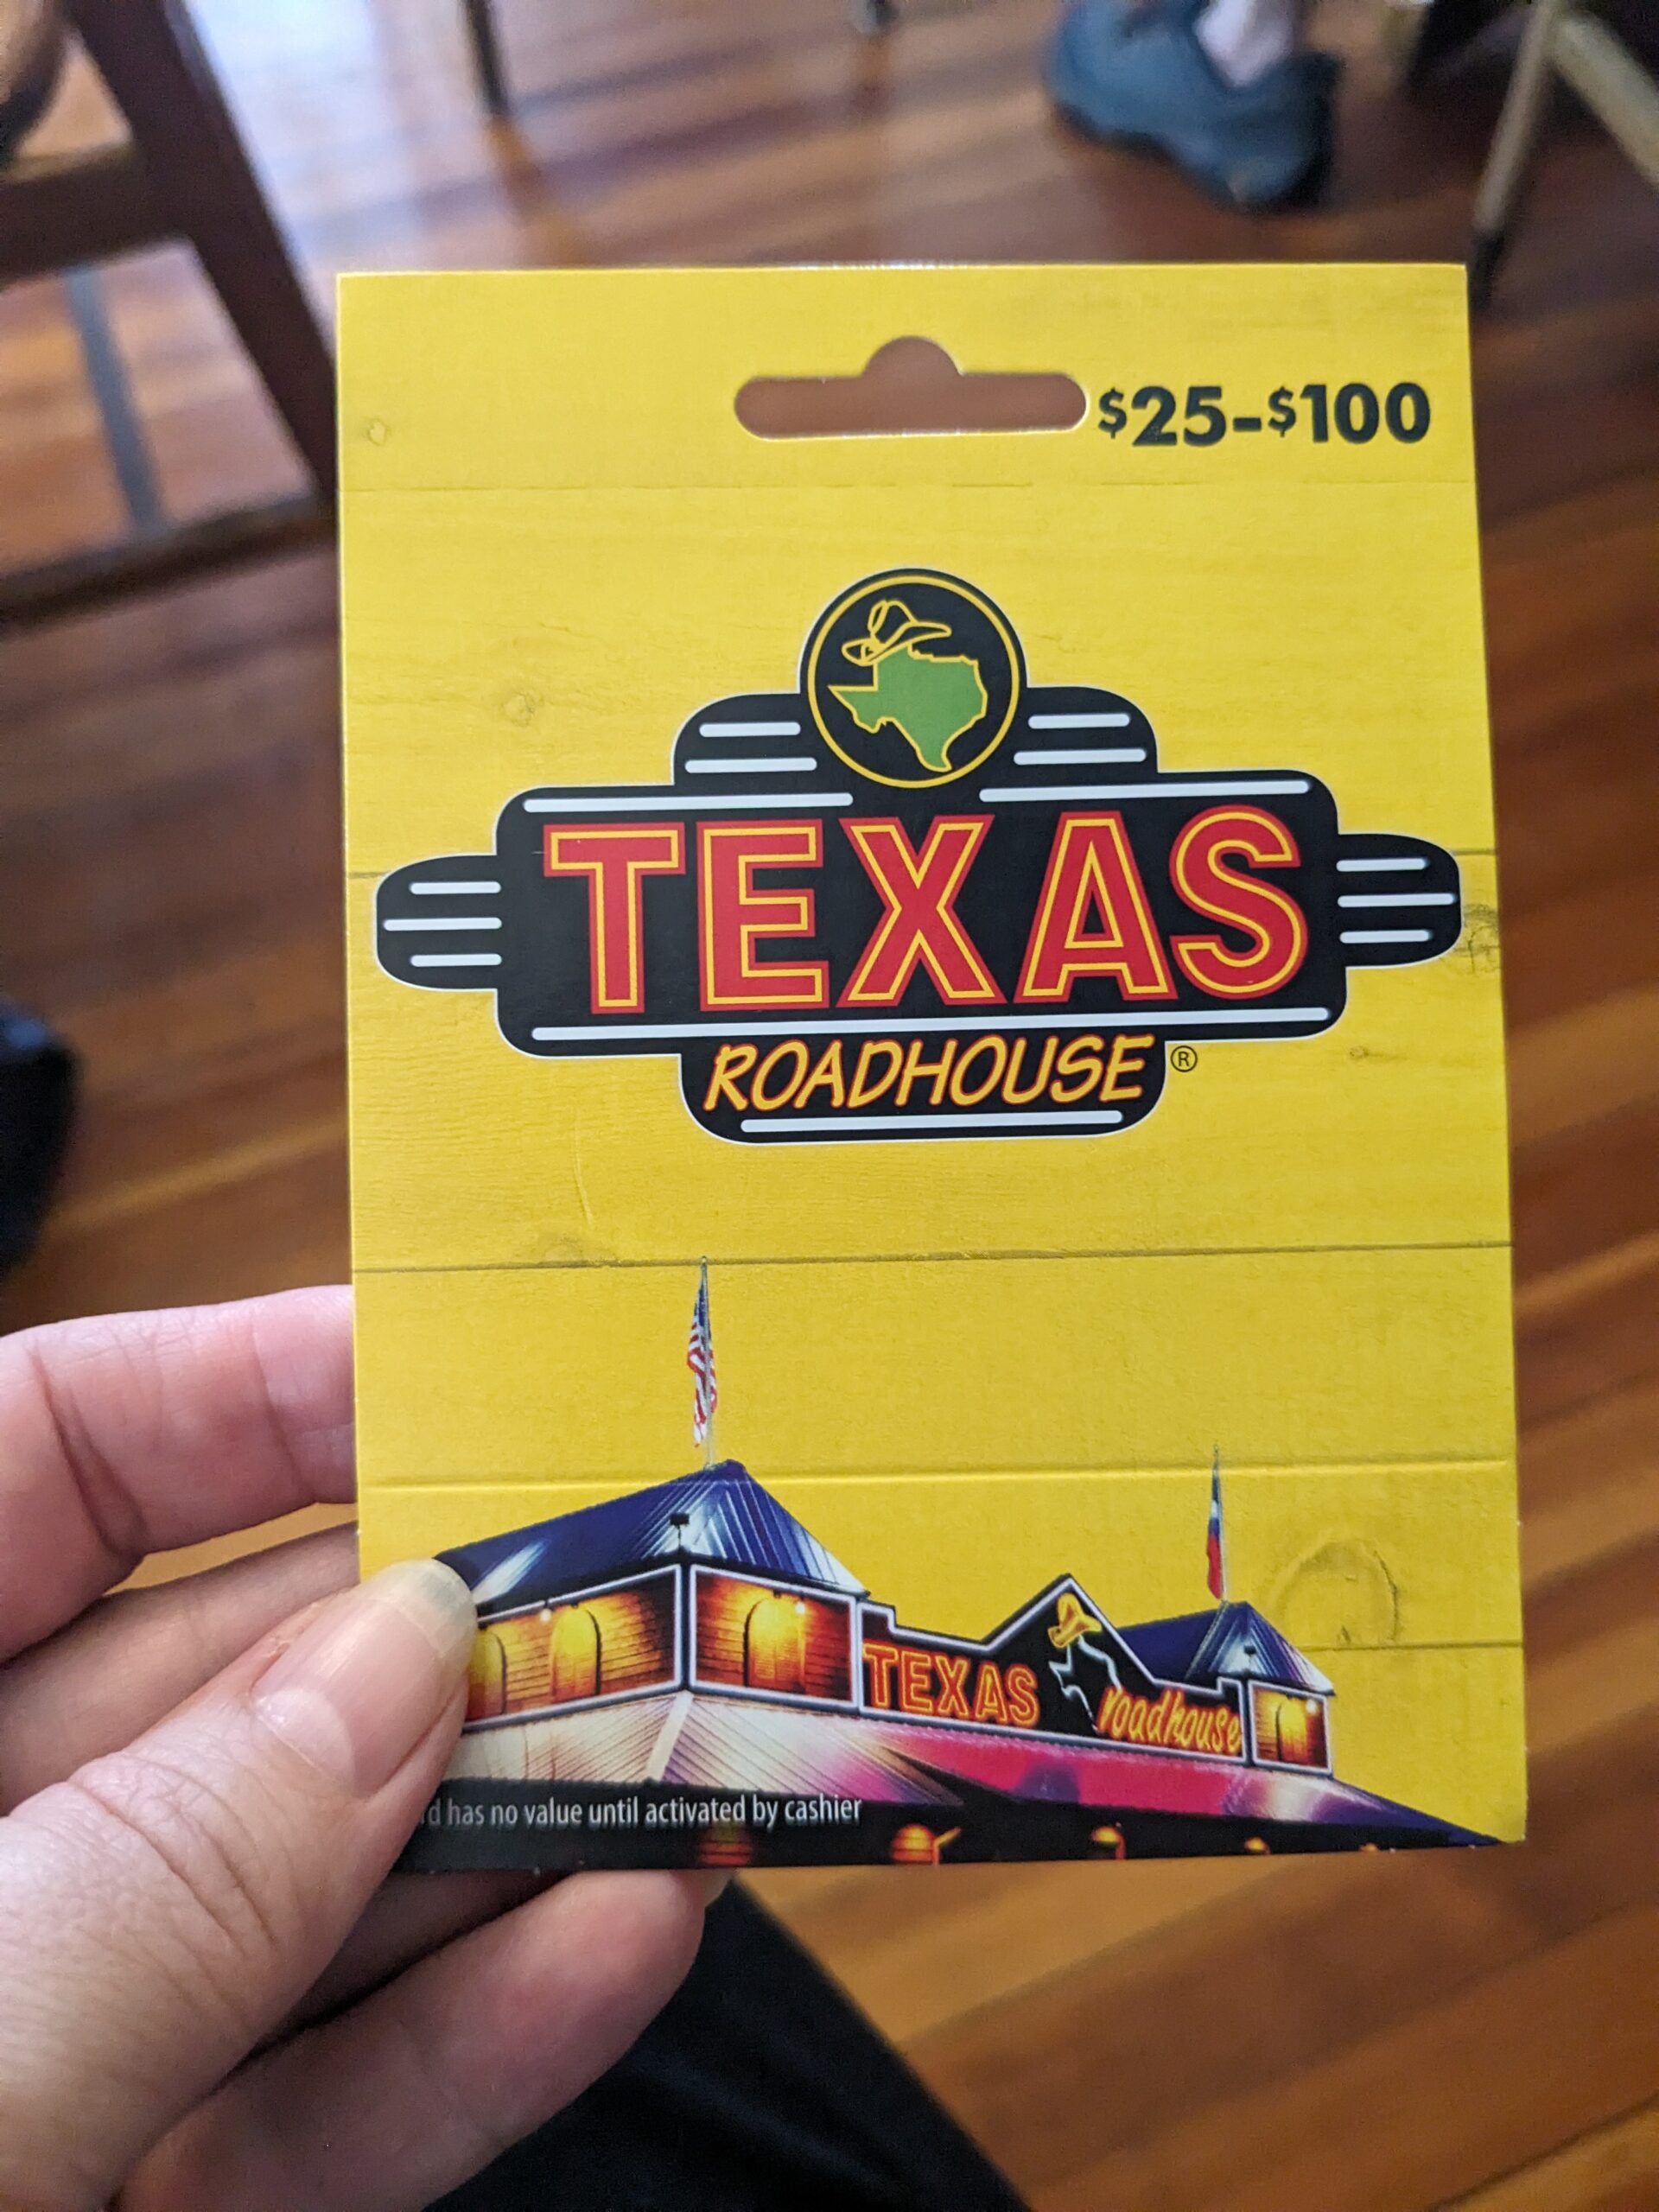 $25-$100
TEXAS
ROADHOUSE®
TEXAS roadhouse
has no value until activated by cashier